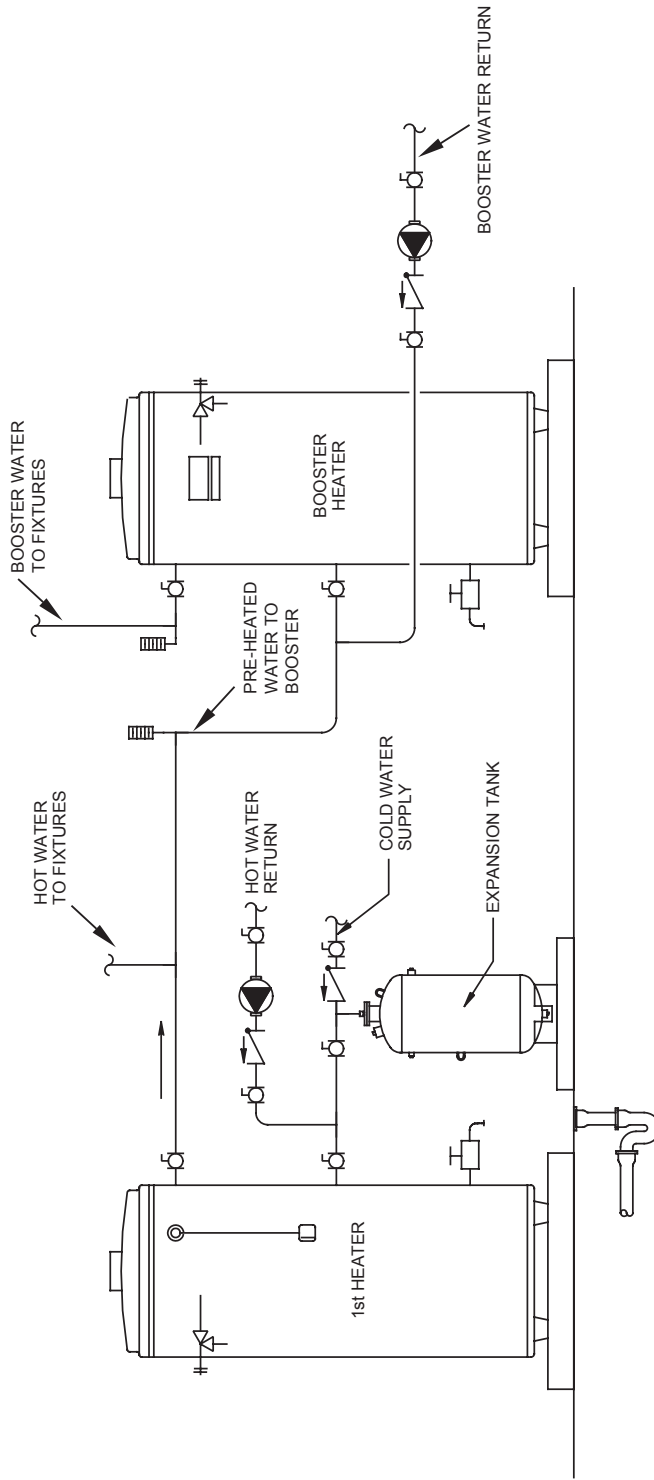 HOT WATER
TO FIXTURES
BOOSTER WATER
TO FIXTURES
PRE-HEATED
WATER TO
BOOSTER
HOT WATER
RETURN
COLD WATER
SUPPLY
EXPANSION TANK
1st HEATER
BOOSTER
HEATER
BOOSTER WATER RETURN